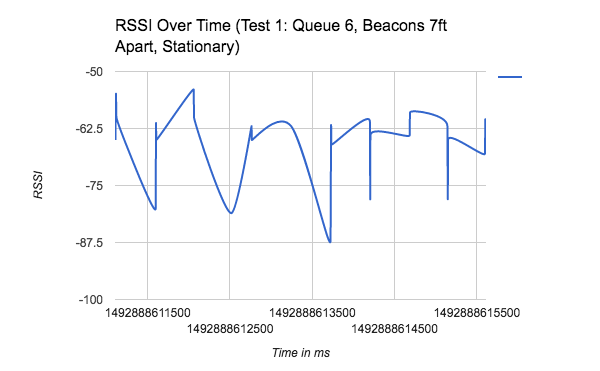 RSSI Over Time (Test 1: Queue 6, Beacons 7ft
Apart, Stationary)
-50
-62.5
-75
-87.5
-100
RSSI
1492888611500
1492888612500
1492888613500
1492888614500
1492888615500
Time in ms